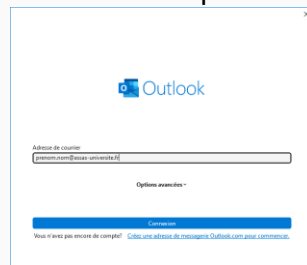 Outlook
Adresse de courrier
prenom.nom@assas-universite.fr
Options avancées
Connexion
Vous n'avez pas encore de compte? Créez une adresse de messagerie Outlook.com pour commencer.